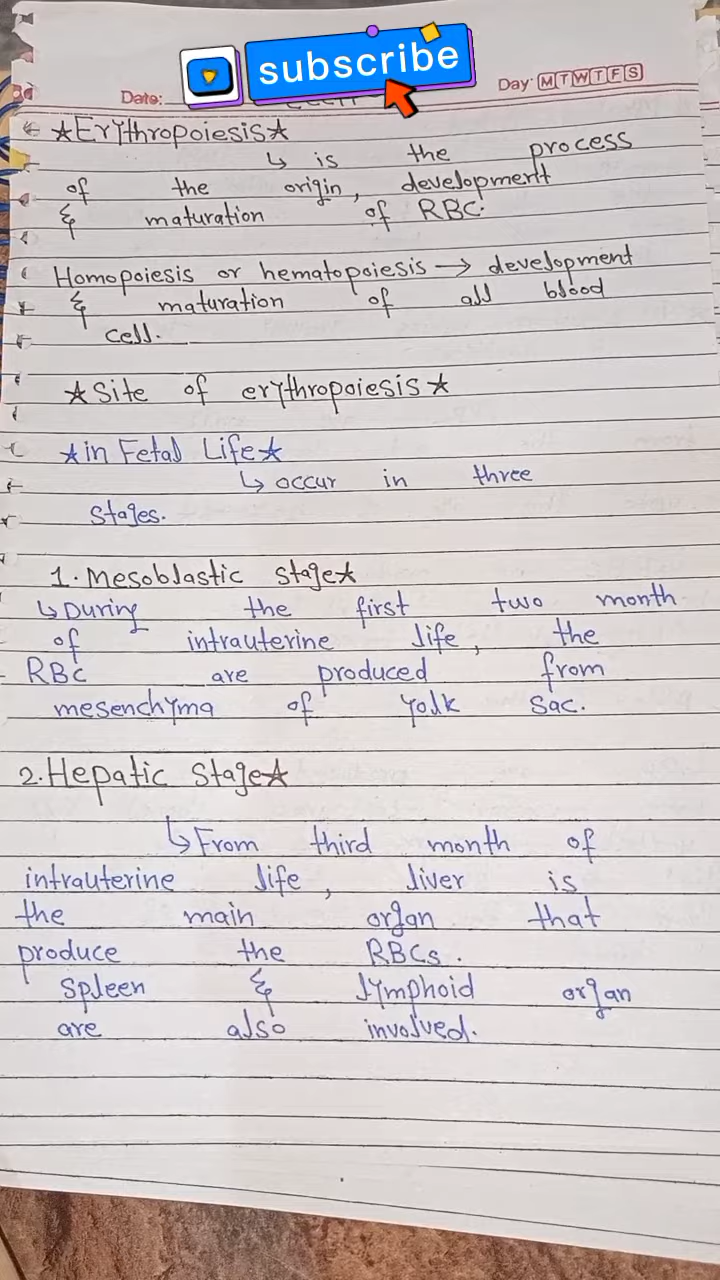 subscribe
Date:
Day: M T W T F S
★Erythropoiesis★
↳ is the process
of the origin, development
& maturation of RBC.
Homopoiesis or hematopoiesis → development
& maturation of all blood
cell.
★Site of erythropoiesis★
★in Fetal Life★
↳ occur in three
stages.
1. Mesoblastic stage★
↳ During the first two month
of intrauterine life, the
RBC are produced from
mesenchyma of yolk sac.
2. Hepatic Stage★
↳ From third month of
intrauterine life, liver is
the main organ that
produce the RBCs.
Spleen & lymphoid organ
are also involved.